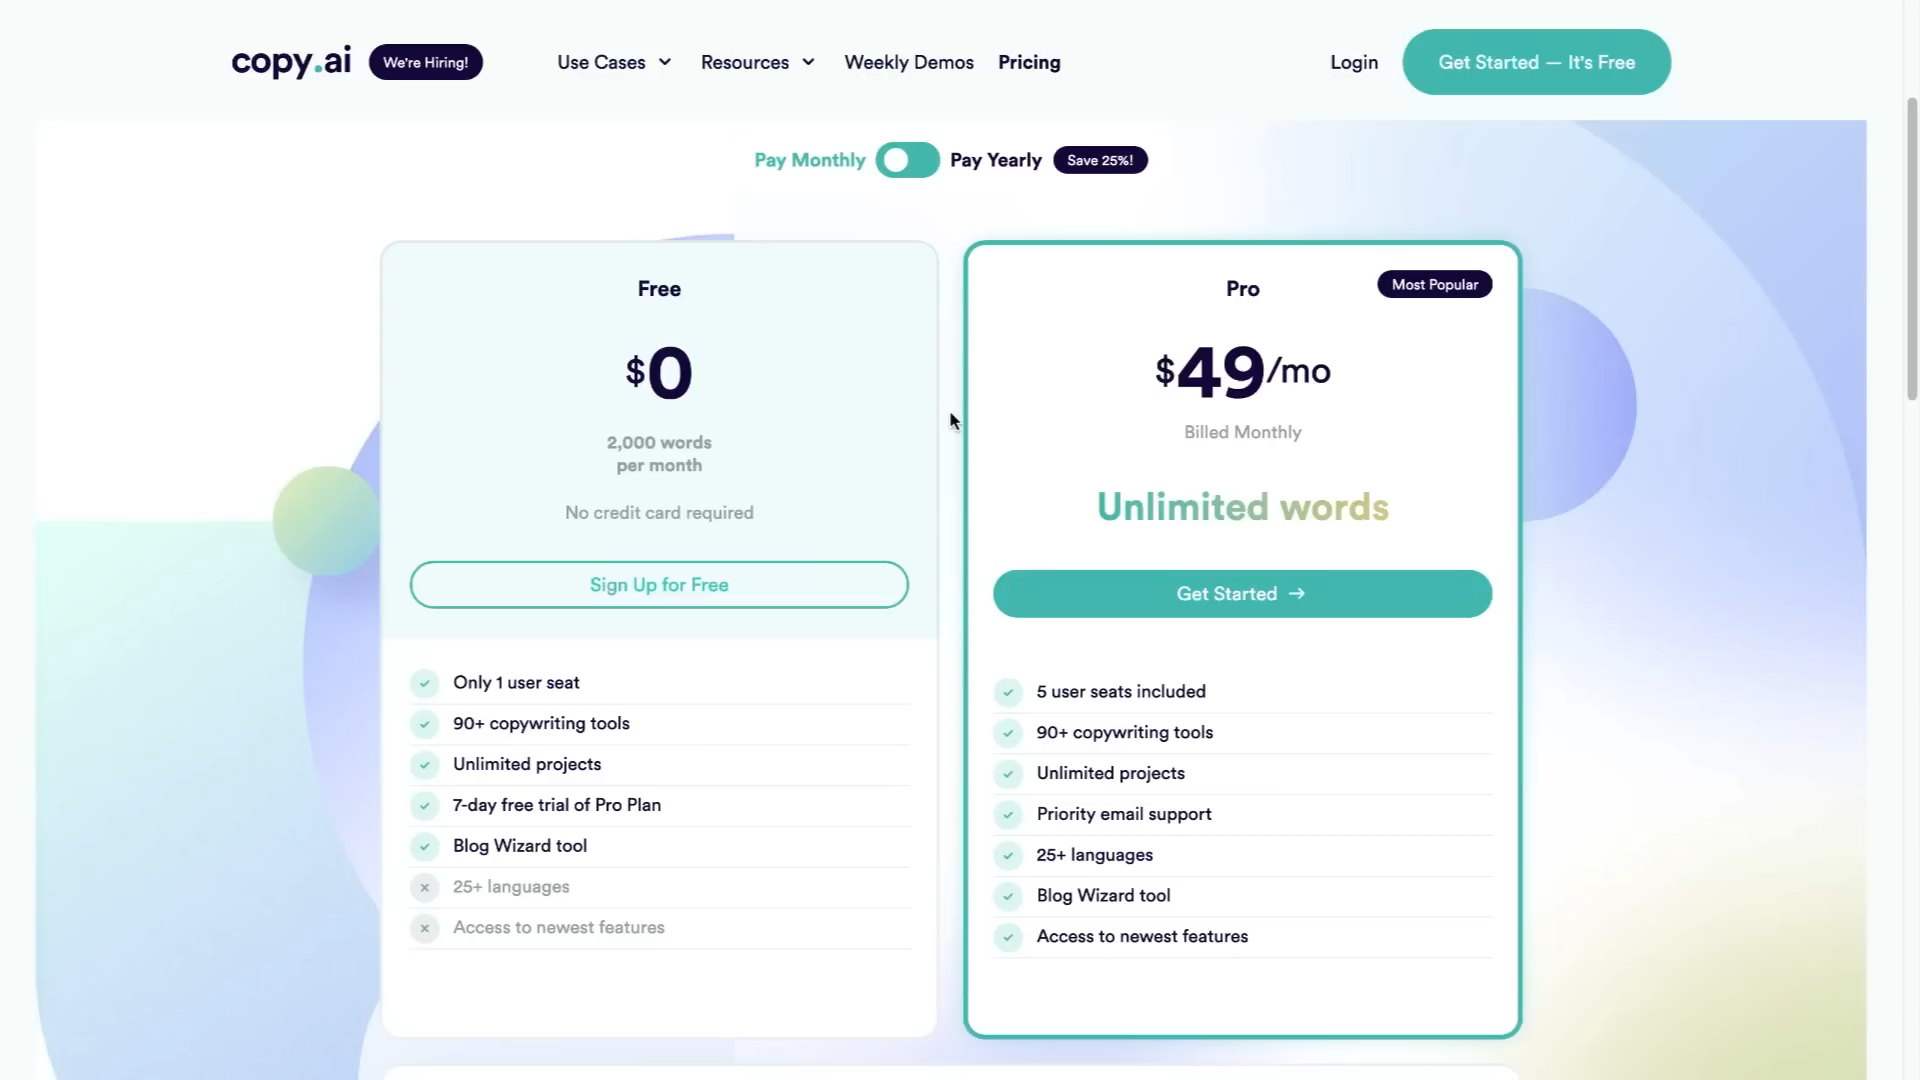 copy.ai We're Hiring! Use Cases Resources Weekly Demos Pricing Login Get Started — It's Free
Pay Monthly Pay Yearly Save 25%!
Free
$0
2,000 words
per month
No credit card required
Sign Up for Free
Only 1 user seat
90+ copywriting tools
Unlimited projects
7-day free trial of Pro Plan
Blog Wizard tool
25+ languages
Access to newest features
Pro
Most Popular
$49/mo
Billed Monthly
Unlimited words
Get Started →
5 user seats included
90+ copywriting tools
Unlimited projects
Priority email support
25+ languages
Blog Wizard tool
Access to newest features